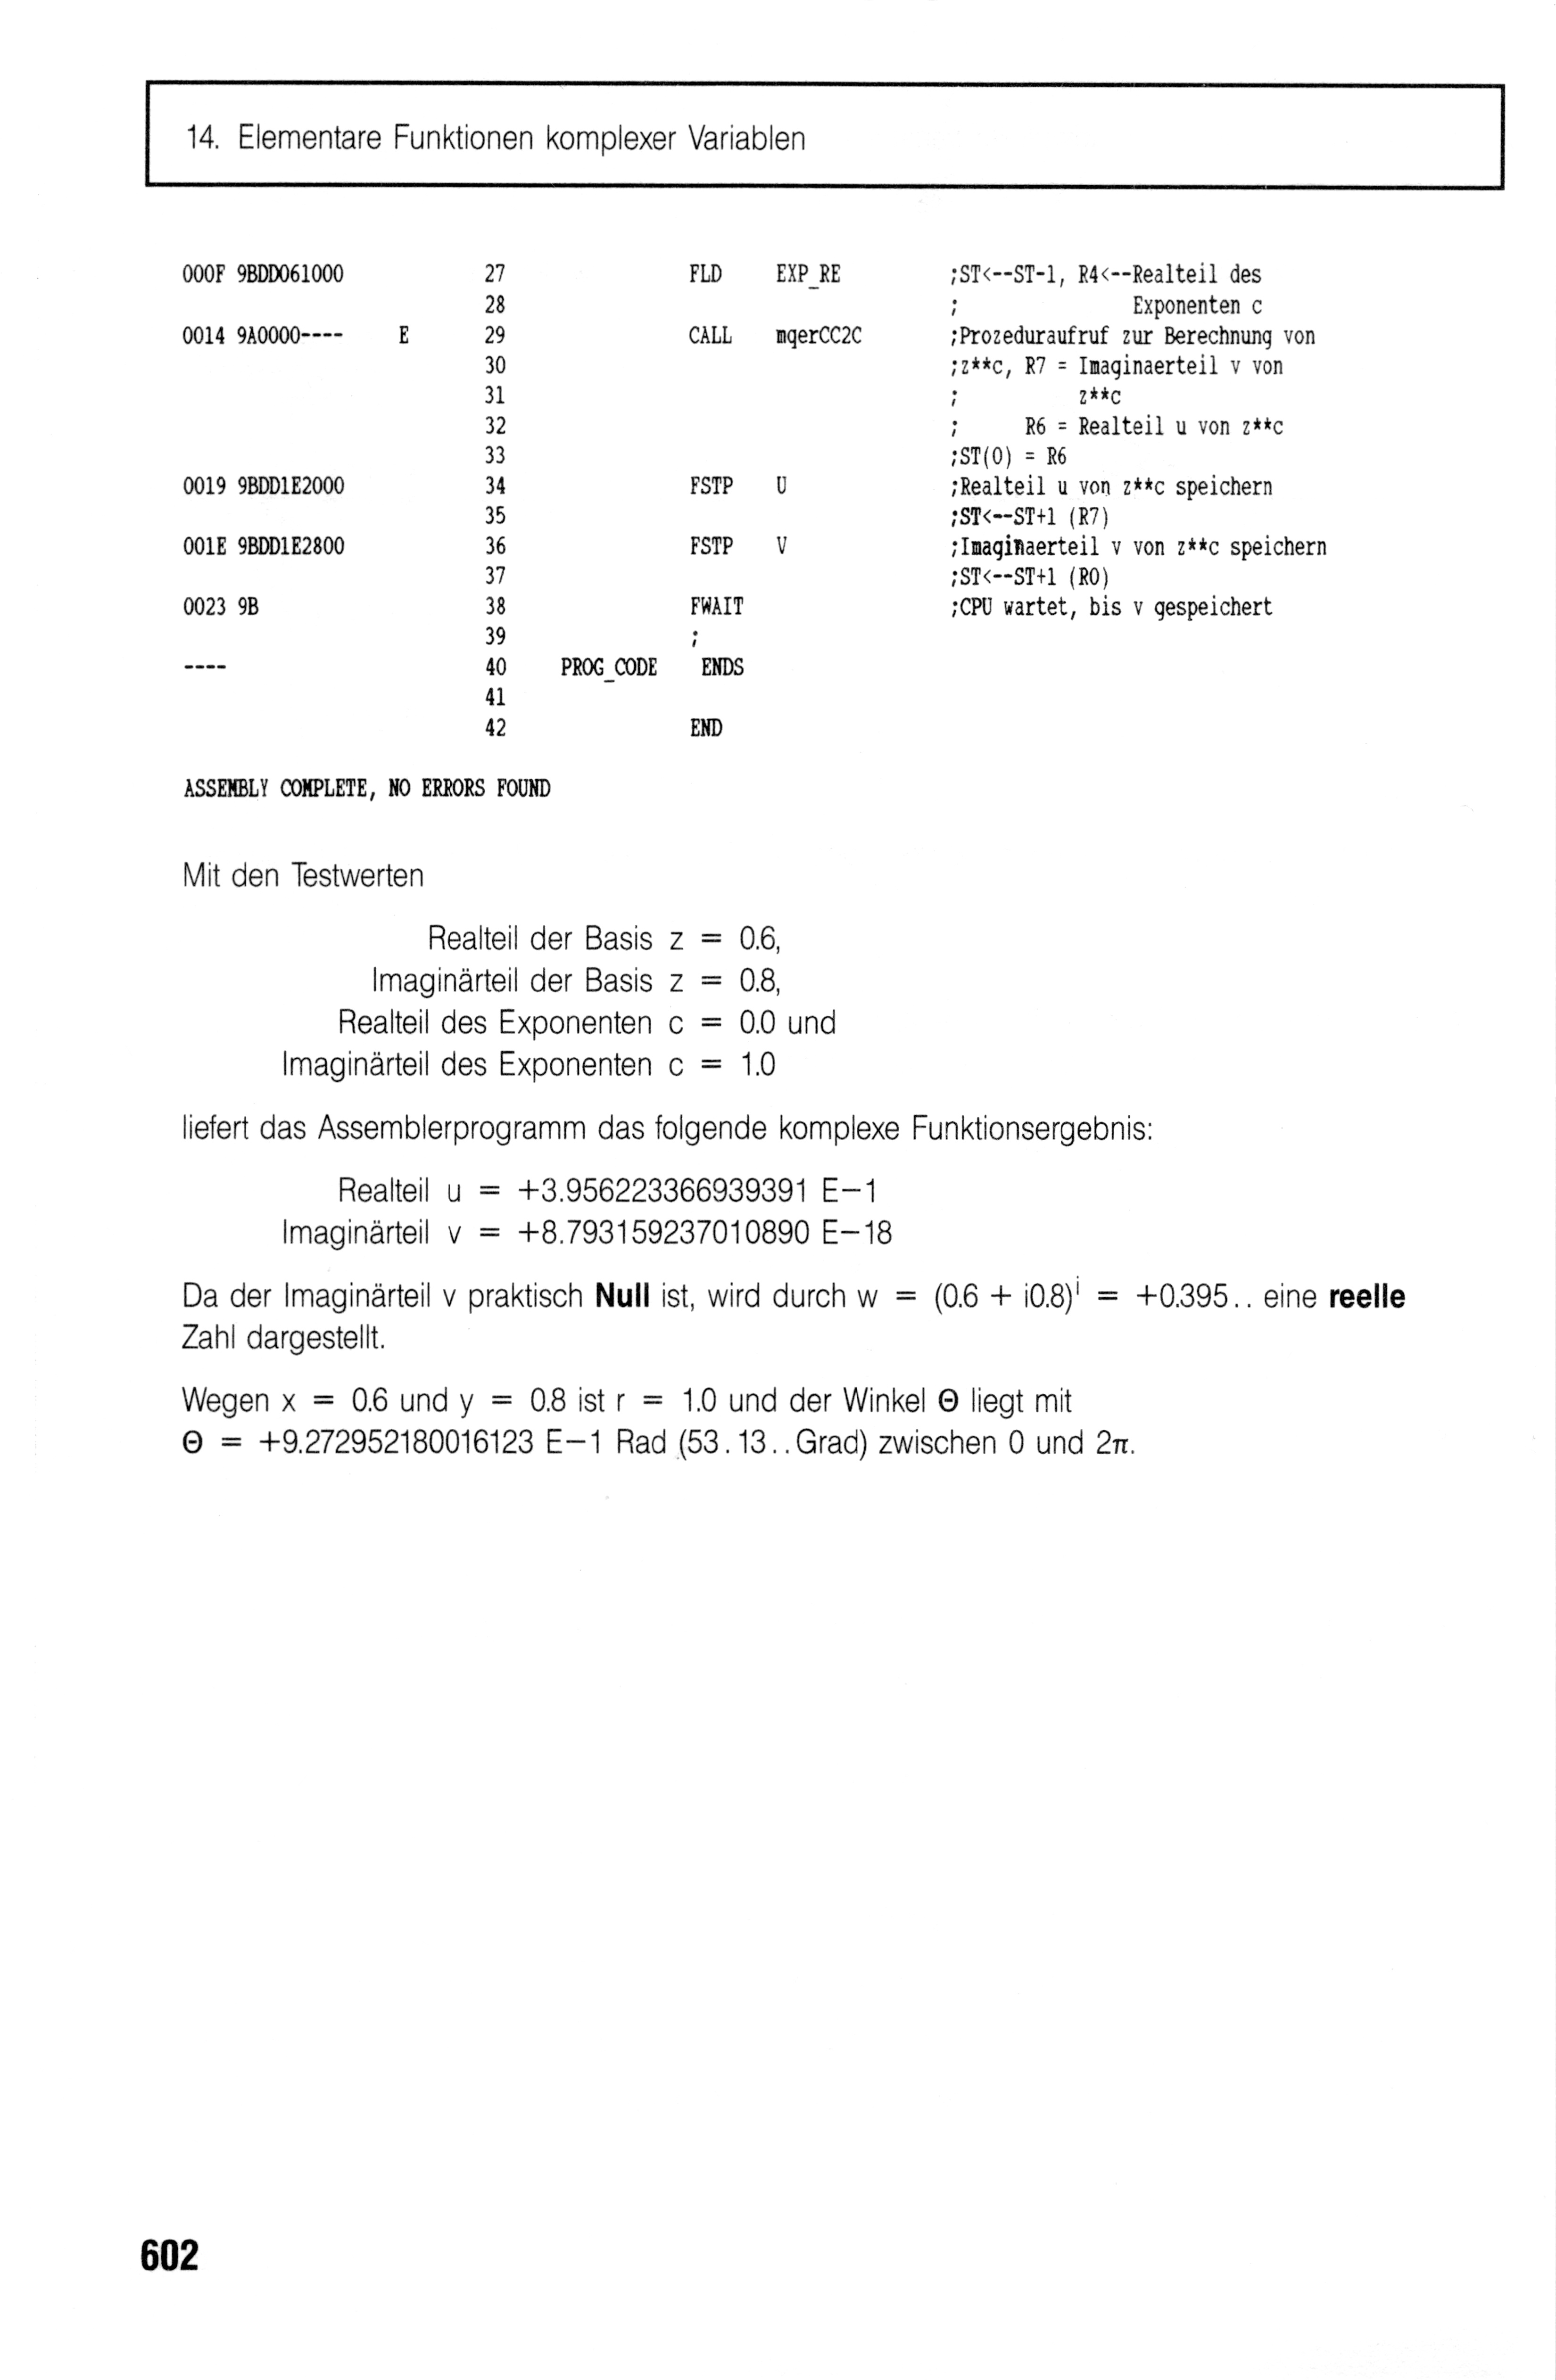 14. Elementare Funktionen komplexer Variablen
000F 9BDD061000 27 FLD EXP_RE ;ST<--ST-1, R4<--Realteil des
28 ; Exponenten c
0014 9A0000---- E 29 CALL mqerCC2C ;Prozeduraufruf zur Berechnung von
30 ;z**c, R7 = Imaginaerteil v von
31 ; z**c
32 ; R6 = Realteil u von z**c
33 ;ST(0) = R6
0019 9BDD1E2000 34 FSTP U ;Realteil u von z**c speichern
35 ;ST<--ST+1 (R7)
001E 9BDD1E2800 36 FSTP V ;Imaginaerteil v von z**c speichern
37 ;ST<--ST+1 (R0)
0023 9B 38 FWAIT ;CPU wartet, bis v gespeichert
39 ;
---- 40 PROG_CODE ENDS
41
42 END
ASSEMBLY COMPLETE, NO ERRORS FOUND
Mit den Testwerten
Realteil der Basis z = 0.6,
Imaginärteil der Basis z = 0.8,
Realteil des Exponenten c = 0.0 und
Imaginärteil des Exponenten c = 1.0
liefert das Assemblerprogramm das folgende komplexe Funktionsergebnis:
Realteil u = +3.956223366939391 E−1
Imaginärteil v = +8.793159237010890 E−18
Da der Imaginärteil v praktisch Null ist, wird durch w = (0.6 + i0.8)ⁱ = +0.395.. eine reelle
Zahl dargestellt.
Wegen x = 0.6 und y = 0.8 ist r = 1.0 und der Winkel Θ liegt mit
Θ = +9.272952180016123 E−1 Rad (53.13..Grad) zwischen 0 und 2π.
602